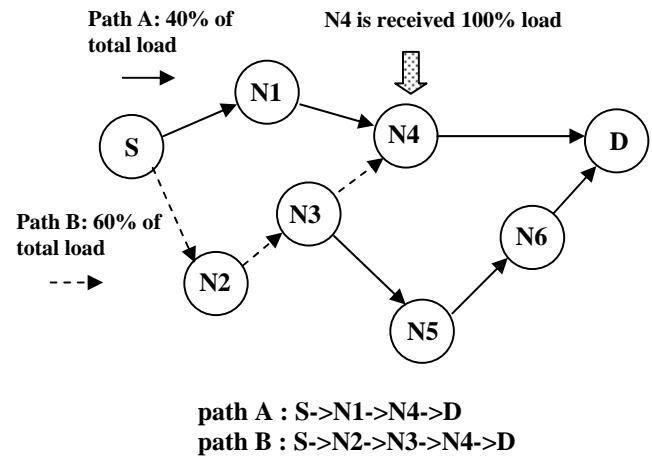 Path A: 40% of
total load
N4 is received 100% load
N1
S
N4
D
Path B: 60% of
total load
N3
N6
N2
N5
path A : S->N1->N4->D
path B : S->N2->N3->N4->D